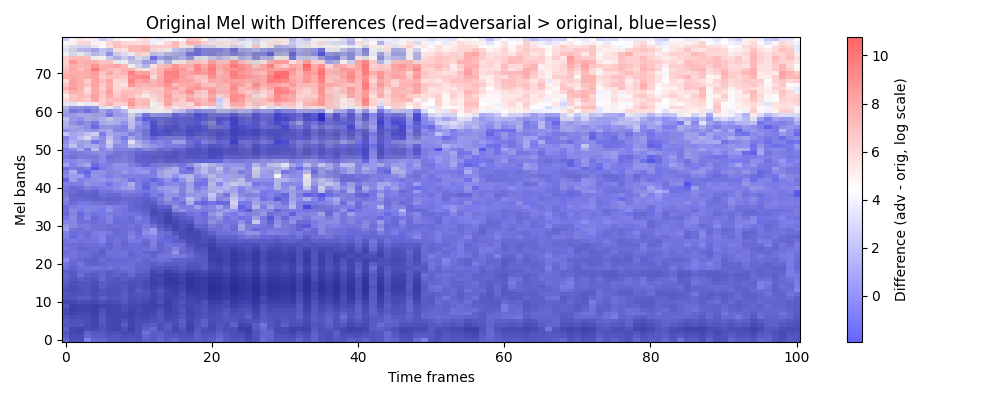 Original Mel with Differences (red=adversarial > original, blue=less)
Mel bands
70
60
50
40
30
20
10
0
0 20 40 60 80 100
Time frames
10
8
6
4
2
0
Difference (adv - orig, log scale)